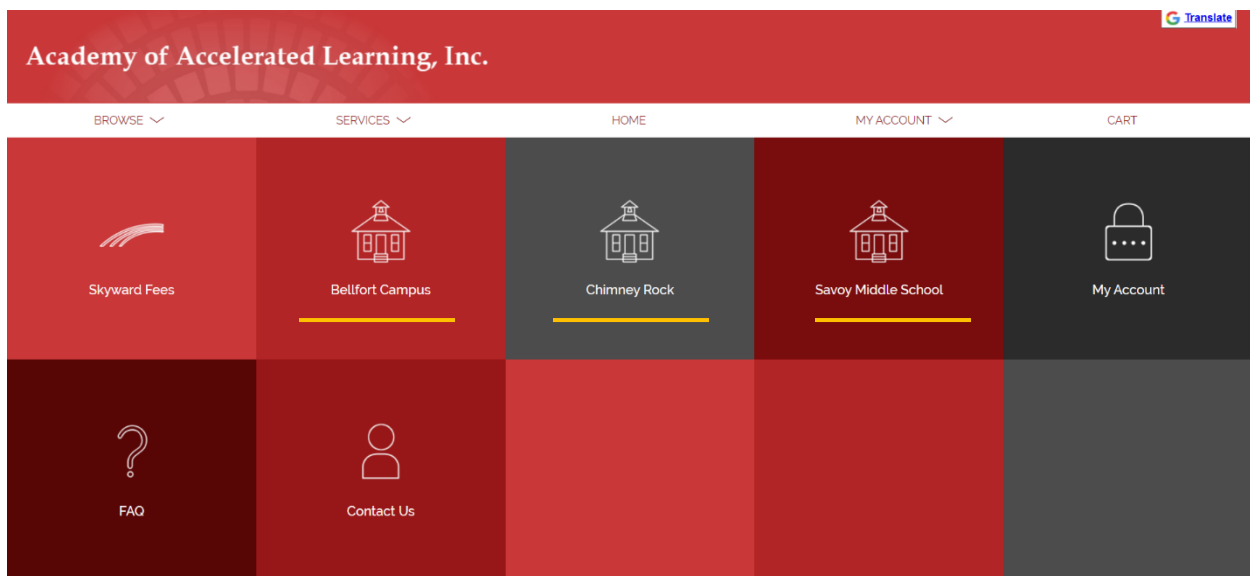 Translate
Academy of Accelerated Learning, Inc.
BROWSE
SERVICES
HOME
MY ACCOUNT
CART
Skyward Fees
Bellfort Campus
Chimney Rock
Savoy Middle School
My Account
FAQ
Contact Us